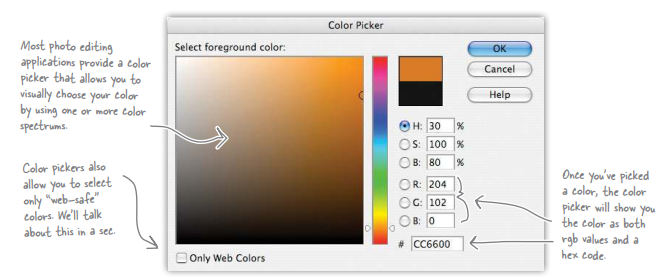 Color Picker
Most photo editing
applications provide a color
picker that allows you to
visually choose your color
by using one or more color
spectrums.
Color pickers also
allow you to select
only "web-safe"
colors. We'll talk
about this in a sec.
Select foreground color:
OK
Cancel
Help
H: 30 %
S: 100 %
B: 80 %
R: 204
G: 102
B: 0
# CC6600
Only Web Colors
Once you've picked
a color, the color
picker will show you
the color as both
rgb values and a
hex code.